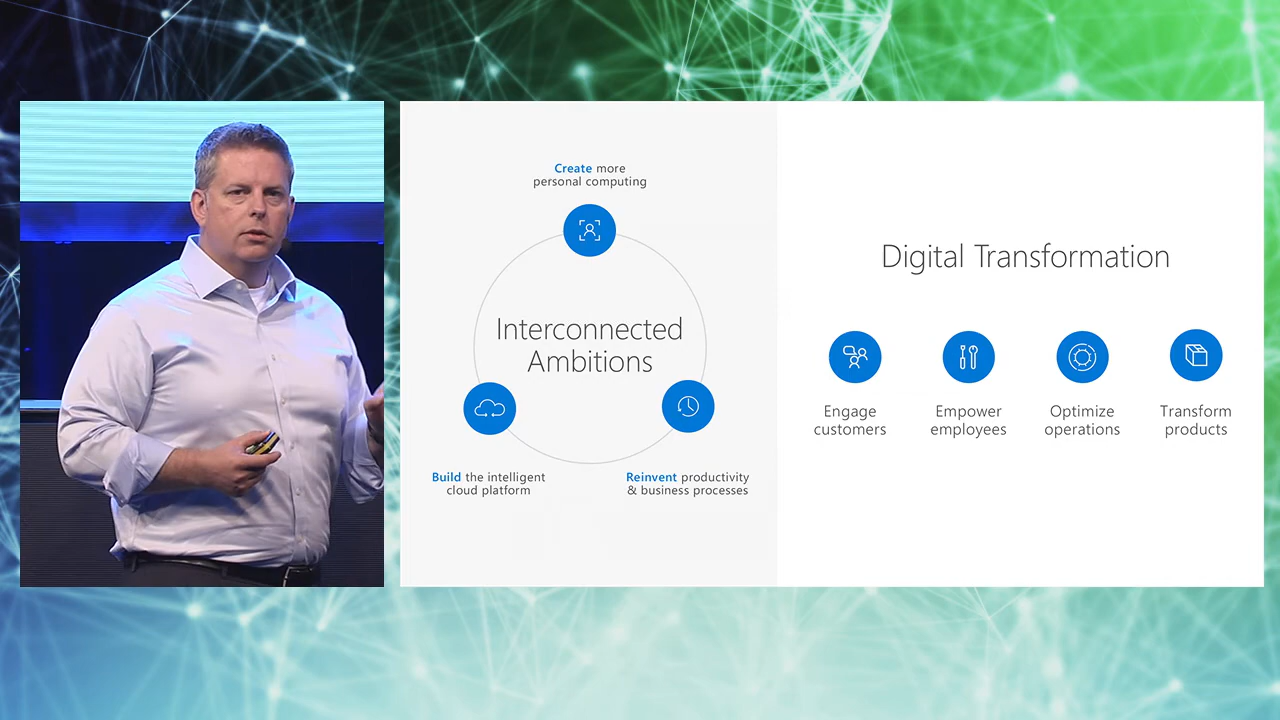 Create more
personal computing
Interconnected
Ambitions
Build the intelligent
cloud platform
Reinvent productivity
& business processes
Digital Transformation
Engage
customers
Empower
employees
Optimize
operations
Transform
products